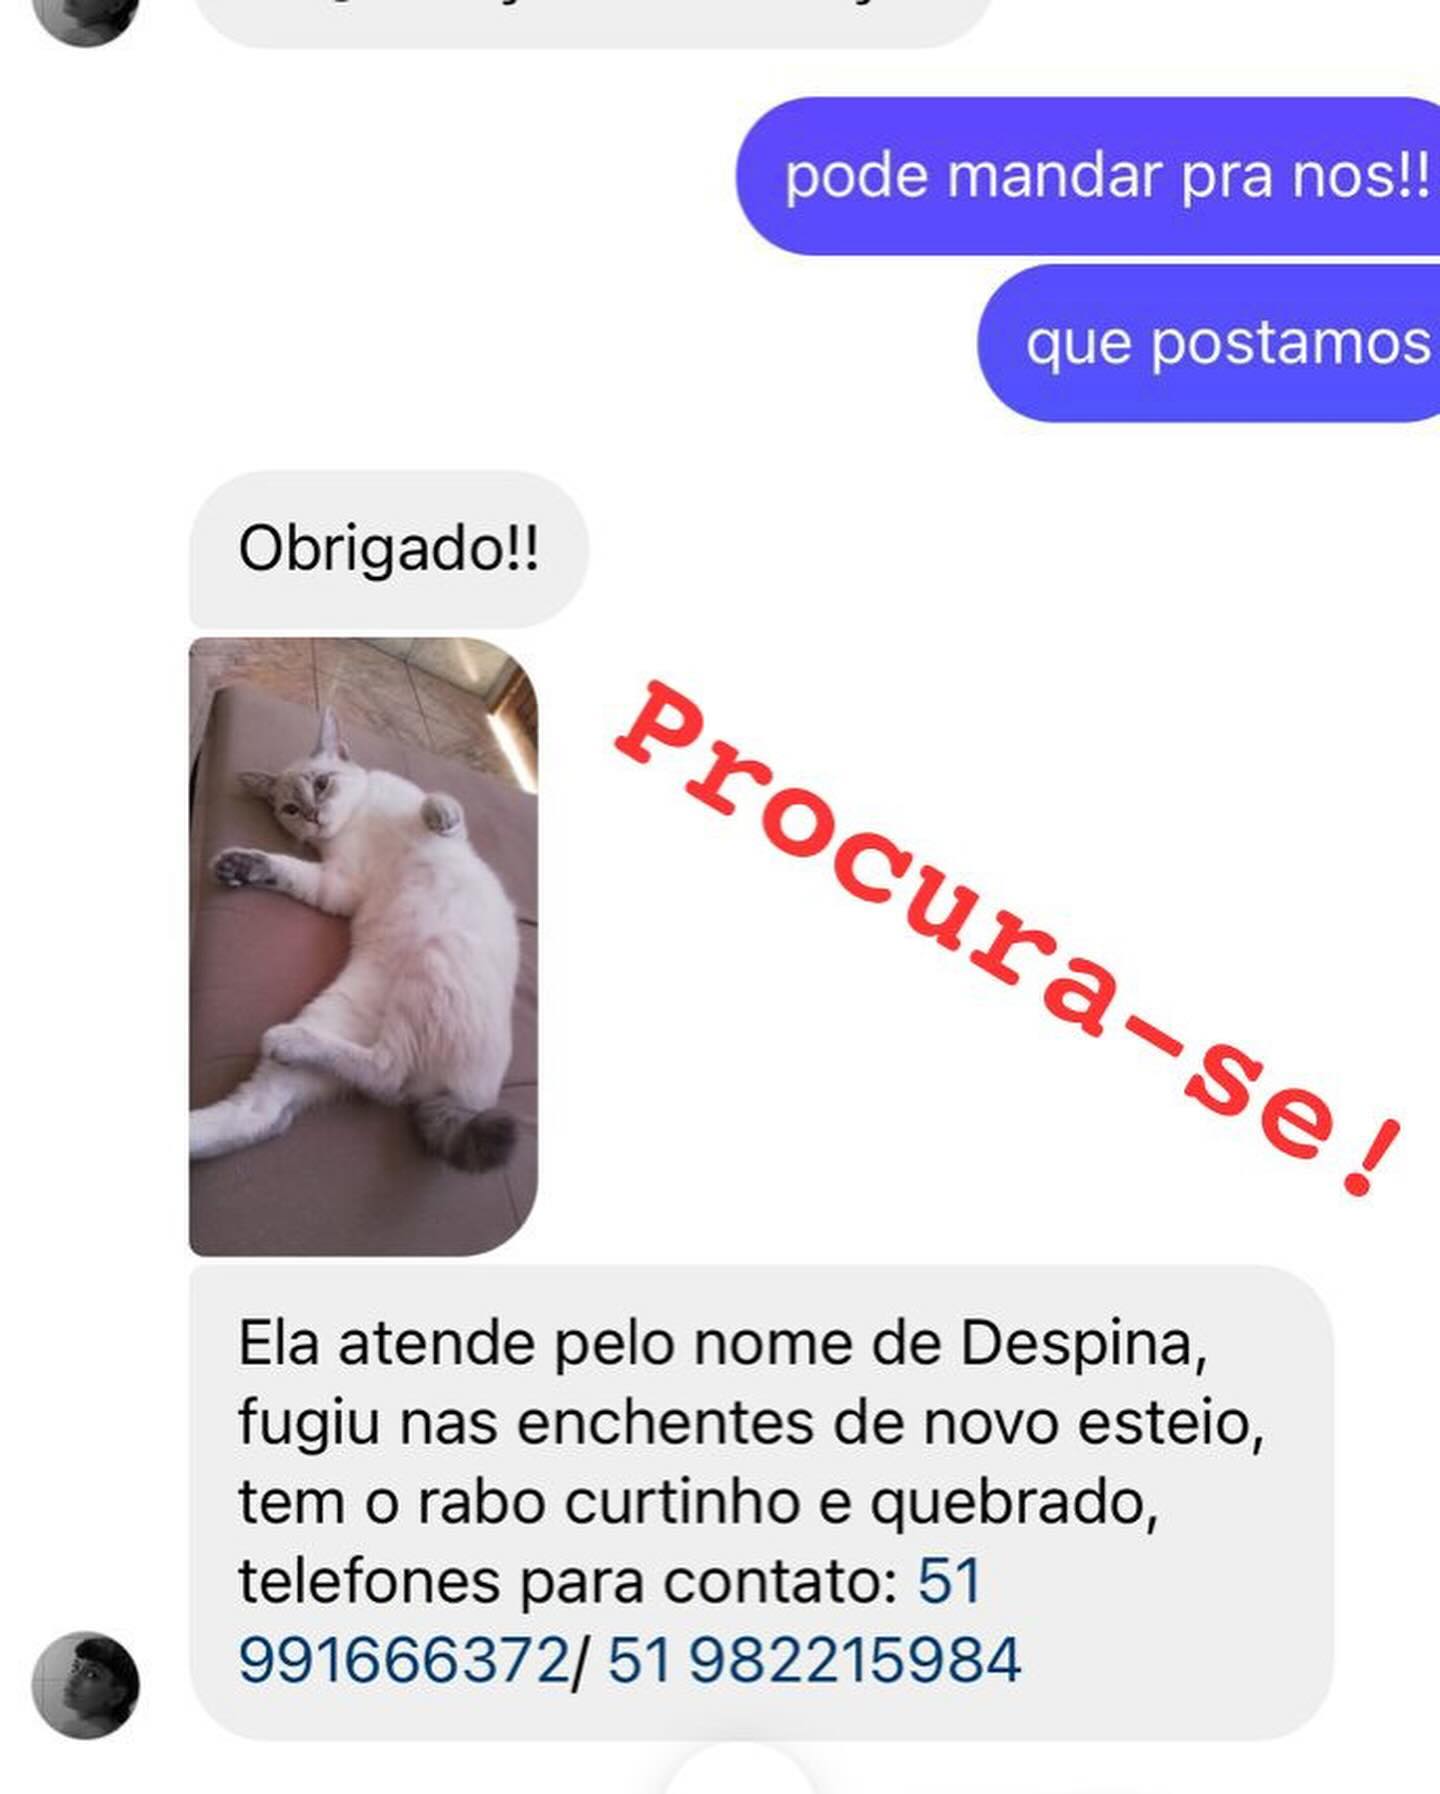 pode mandar pra nos!!
que postamos
Obrigado!!
Procura-se!
Ela atende pelo nome de Despina,
fugiu nas enchentes de novo esteio,
tem o rabo curtinho e quebrado,
telefones para contato: 51
991666372/ 51 982215984